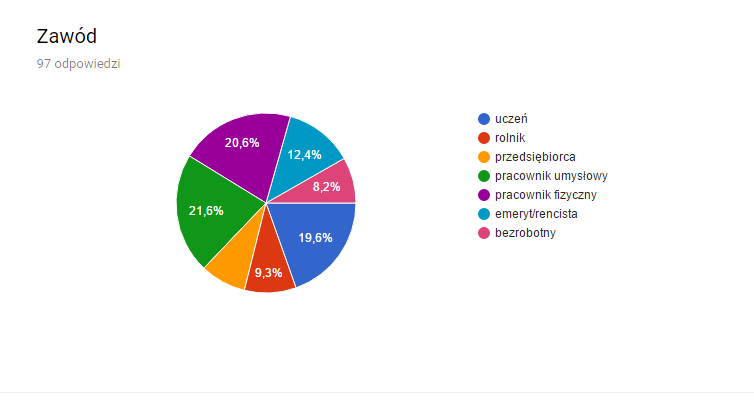 Zawód
97 odpowiedzi
20,6%
12,4%
8,2%
21,6%
19,6%
9,3%
uczeń
rolnik
przedsiębiorca
pracownik umysłowy
pracownik fizyczny
emeryt/rencista
bezrobotny